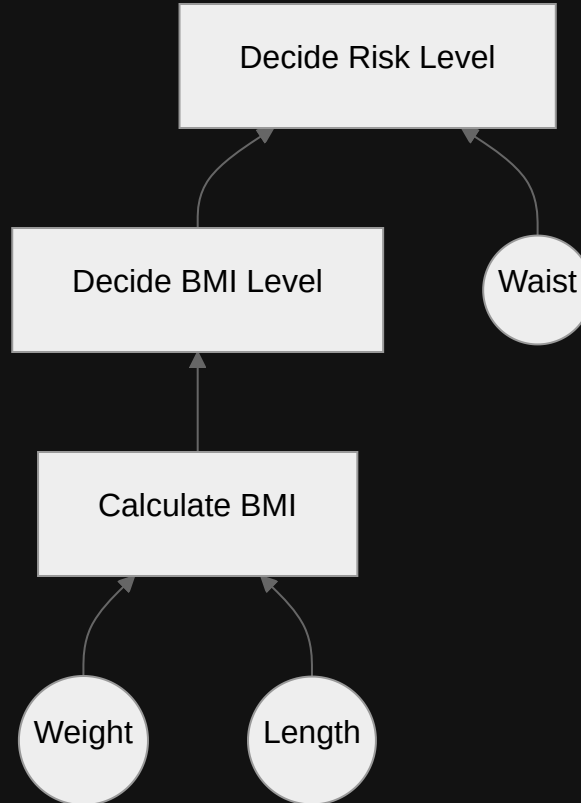 Decide Risk Level
Decide BMI Level
Waist
Calculate BMI
Weight
Length